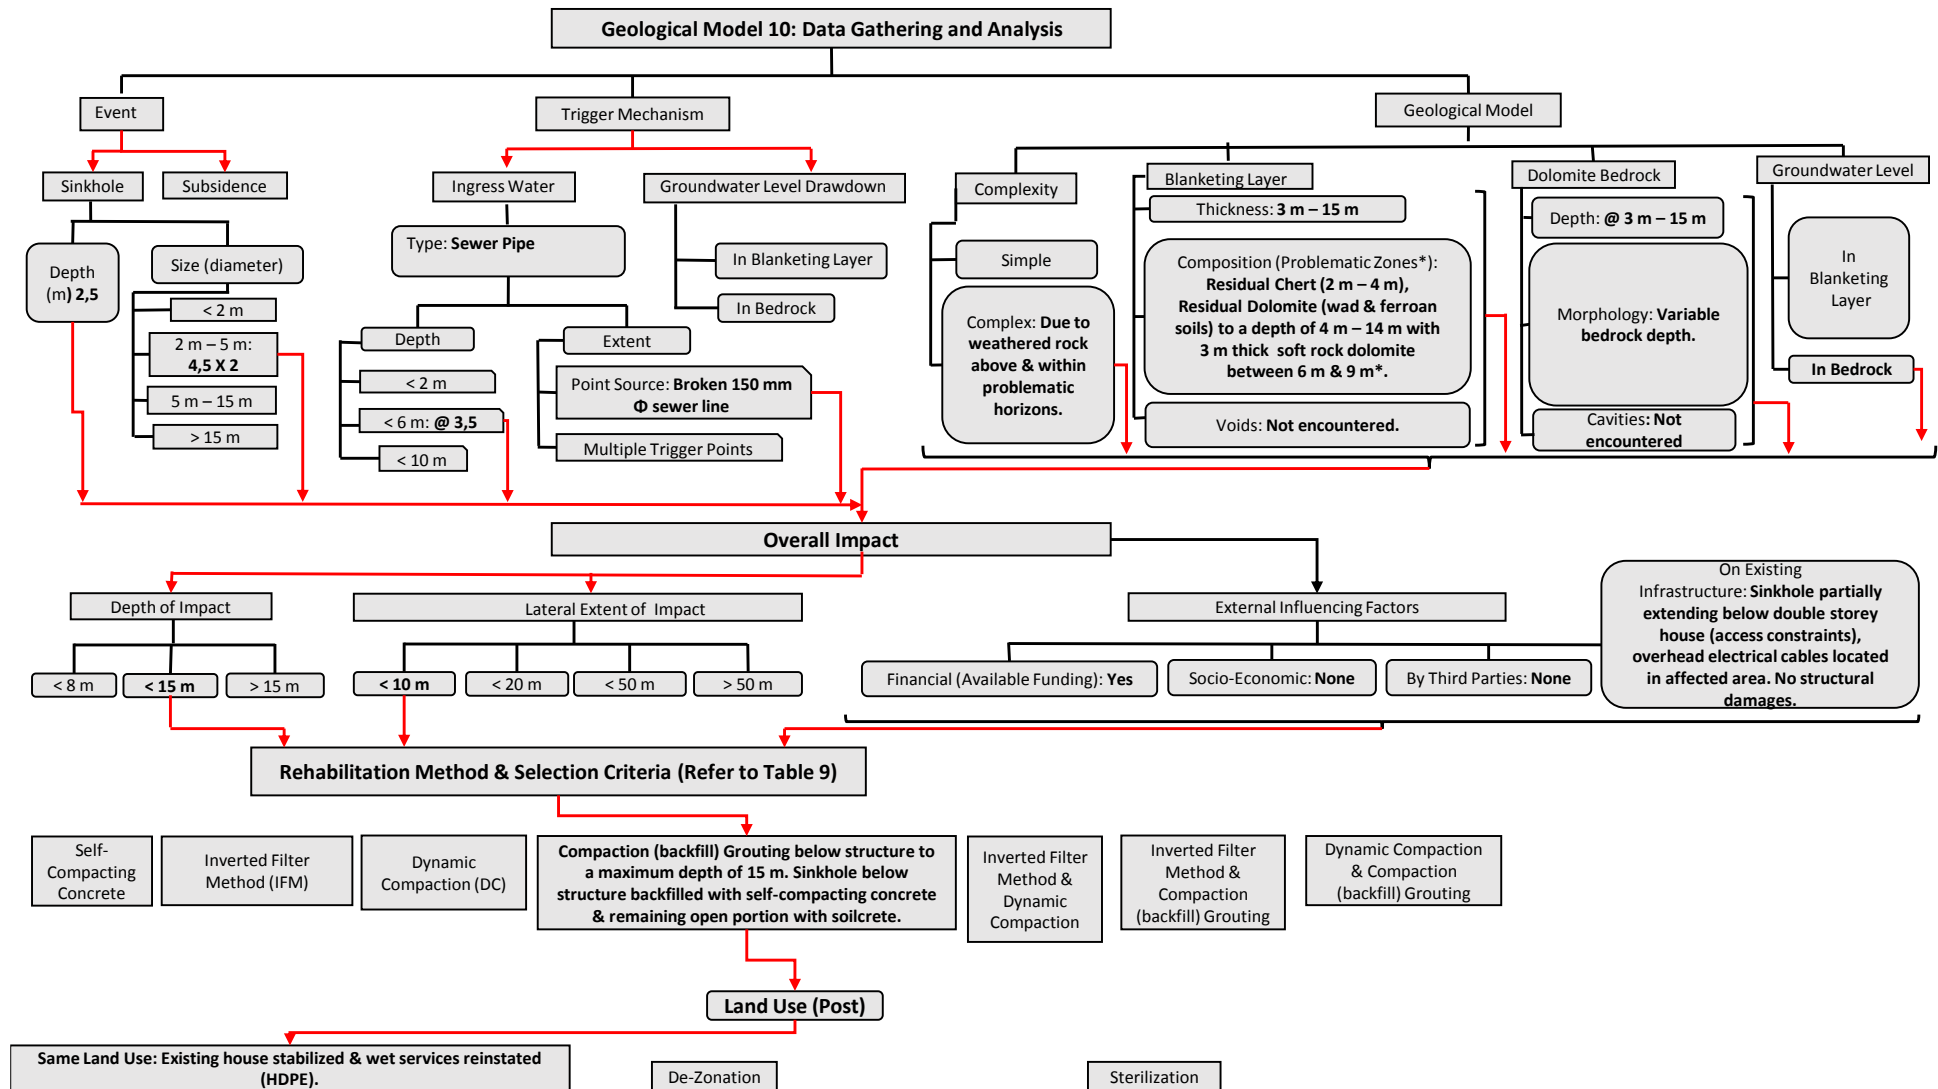 Geological Model 10: Data Gathering and Analysis
Event
Trigger Mechanism
Geological Model
Sinkhole
Subsidence
Ingress Water
Groundwater Level Drawdown
Complexity
Blanketing Layer
Dolomite Bedrock
Groundwater Level
Depth
(m) 2,5
Size (diameter)
< 2 m
2 m – 5 m:
4,5 X 2
5 m – 15 m
> 15 m
Type: Sewer Pipe
Depth
< 2 m
< 6 m: @ 3,5
< 10 m
Extent
Point Source: Broken 150 mm
Φ sewer line
Multiple Trigger Points
In Blanketing Layer
In Bedrock
Simple
Complex: Due to
weathered rock
above & within
problematic
horizons.
Thickness: 3 m – 15 m
Composition (Problematic Zones*):
Residual Chert (2 m – 4 m),
Residual Dolomite (wad & ferroan
soils) to a depth of 4 m – 14 m with
3 m thick soft rock dolomite
between 6 m & 9 m*.
Voids: Not encountered.
Depth: @ 3 m – 15 m
Morphology: Variable
bedrock depth.
Cavities: Not
encountered
In
Blanketing
Layer
In Bedrock
Overall Impact
Depth of Impact
Lateral Extent of Impact
External Influencing Factors
On Existing
Infrastructure: Sinkhole partially
extending below double storey
house (access constraints),
overhead electrical cables located
in affected area. No structural
damages.
< 8 m
< 15 m
> 15 m
< 10 m
< 20 m
< 50 m
> 50 m
Financial (Available Funding): Yes
Socio-Economic: None
By Third Parties: None
Rehabilitation Method & Selection Criteria (Refer to Table 9)
Self-
Compacting
Concrete
Inverted Filter
Method (IFM)
Dynamic
Compaction (DC)
Compaction (backfill) Grouting below structure to
a maximum depth of 15 m. Sinkhole below
structure backfilled with self-compacting concrete
& remaining open portion with soilcrete.
Inverted Filter
Method &
Dynamic
Compaction
Inverted Filter
Method &
Compaction
(backfill) Grouting
Dynamic Compaction
& Compaction
(backfill) Grouting
Land Use (Post)
Same Land Use: Existing house stabilized & wet services reinstated
(HDPE).
De-Zonation
Sterilization